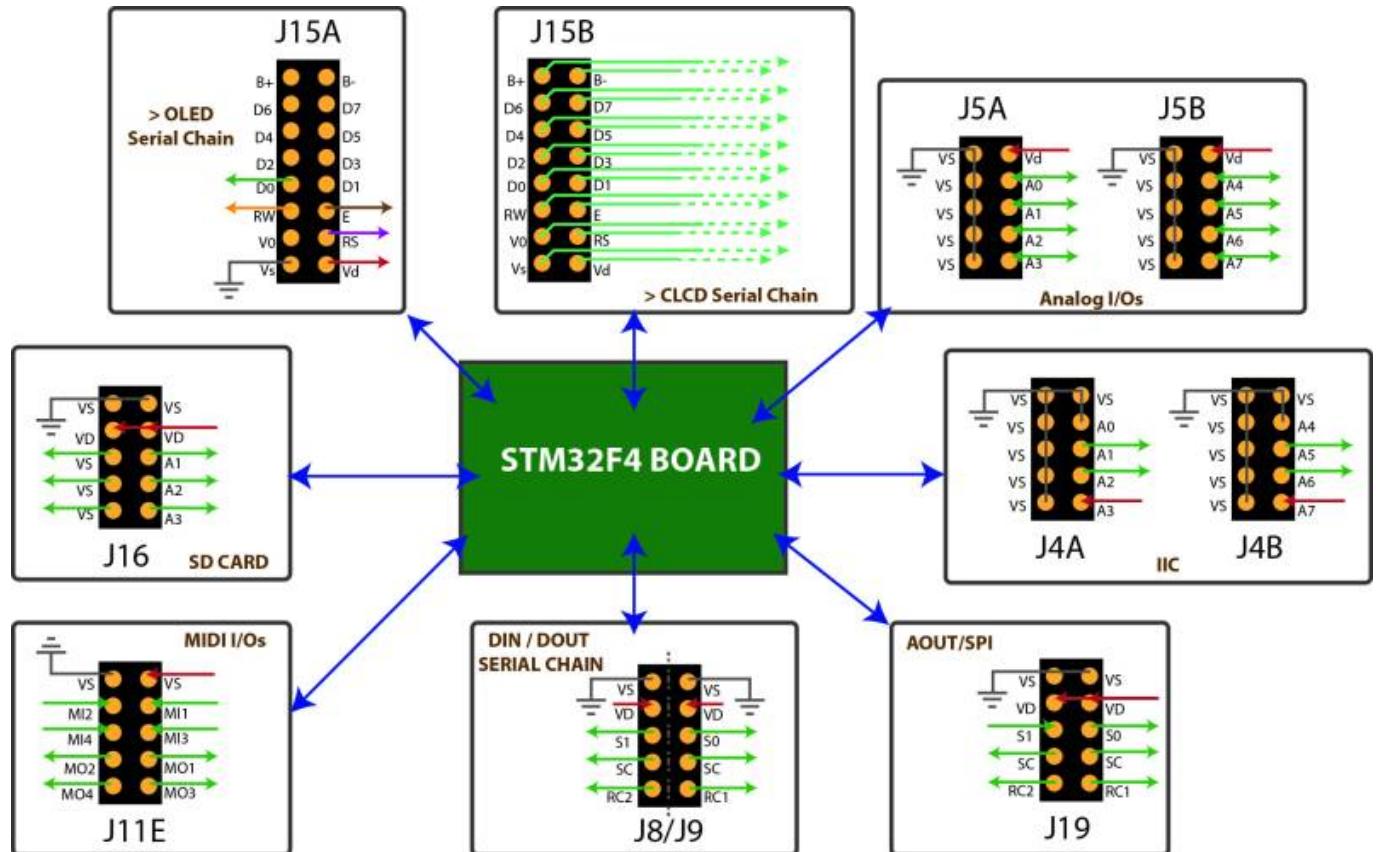 J15A
B+ B-
D6 D7
> OLED
Serial Chain
D4 D5
D2 D3
D0 D1
RW E
V0 RS
Vs Vd
J15B
B+ B-
D6 D7
D4 D5
D2 D3
D0 D1
RW E
V0 RS
Vs Vd
> CLCD Serial Chain
J5A J5B
VS Vd VS Vd
VS A0 VS A4
VS A1 VS A5
VS A2 VS A6
VS A3 VS A7
Analog I/Os
VS VS
VD VD
VS A1
VS A2
VS A3
J16 SD CARD
STM32F4 BOARD
VS VS VS VS
VS A0 VS A4
VS A1 VS A5
VS A2 VS A6
VS A3 VS A7
J4A J4B
IIC
MIDI I/Os
VS VS
MI2 MI1
MI4 MI3
MO2 MO1
MO4 MO3
J11E
DIN / DOUT
SERIAL CHAIN
VS VS
VD VD
S1 S0
SC SC
RC2 RC1
J8/J9
AOUT/SPI
VS VS
VD VD
S1 S0
SC SC
RC2 RC1
J19